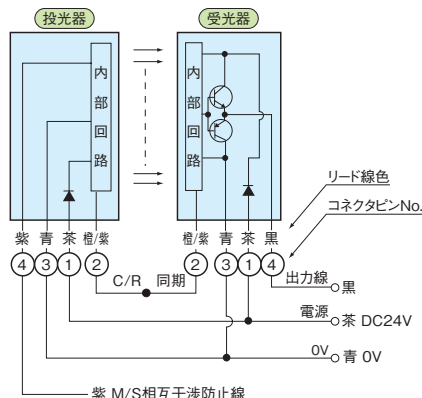 投光器
受光器
内部回路
内部回路
リード線色
コネクタピンNo.
紫 青 茶 橙/紫
橙/紫 青 茶 黒
4 3 1 2
2 3 1 4
C/R 同期
出力線
黒
電源
茶 DC24V
0V
青 0V
紫 M/S相互干渉防止線